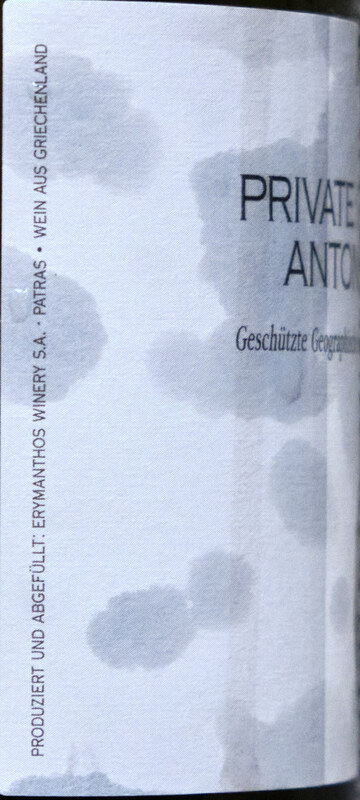 PRODUZIERT UND ABGEFÜLLT: ERYMANTHOS WINERY S.A. · PATRAS • WEIN AUS GRIECHENLAND
PRIVATE
ANTO
Geschützte